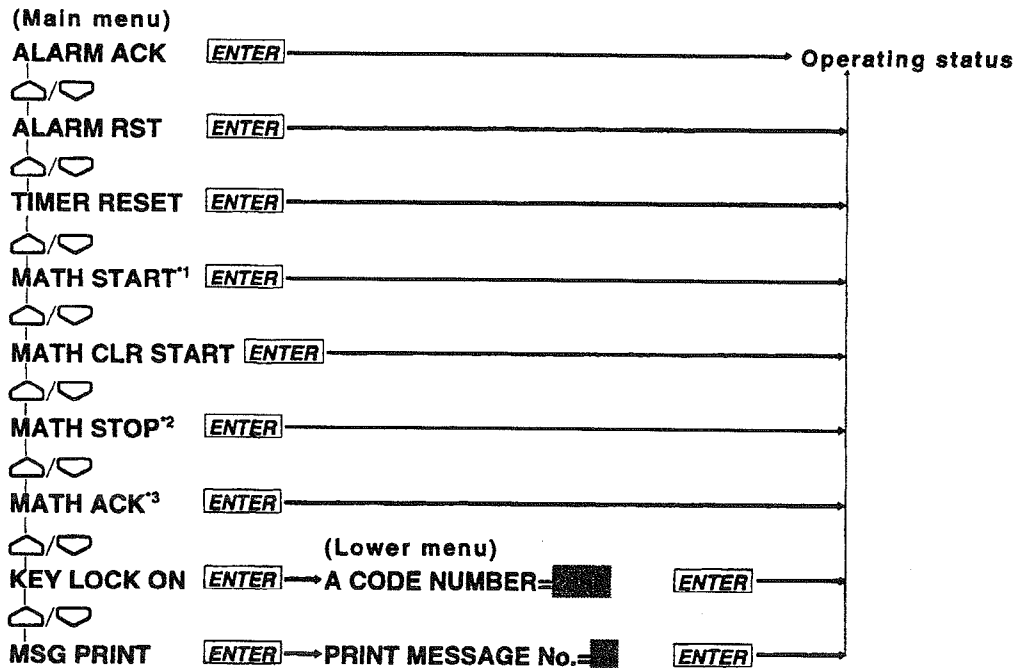 (Main menu)
ALARM ACK ENTER Operating status
/
ALARM RST ENTER
/
TIMER RESET ENTER
/
MATH START*1 ENTER
/
MATH CLR START ENTER
/
MATH STOP*2 ENTER
/
MATH ACK*3 ENTER
/
(Lower menu)
KEY LOCK ON ENTER A CODE NUMBER= ENTER
/
MSG PRINT ENTER PRINT MESSAGE No.= ENTER